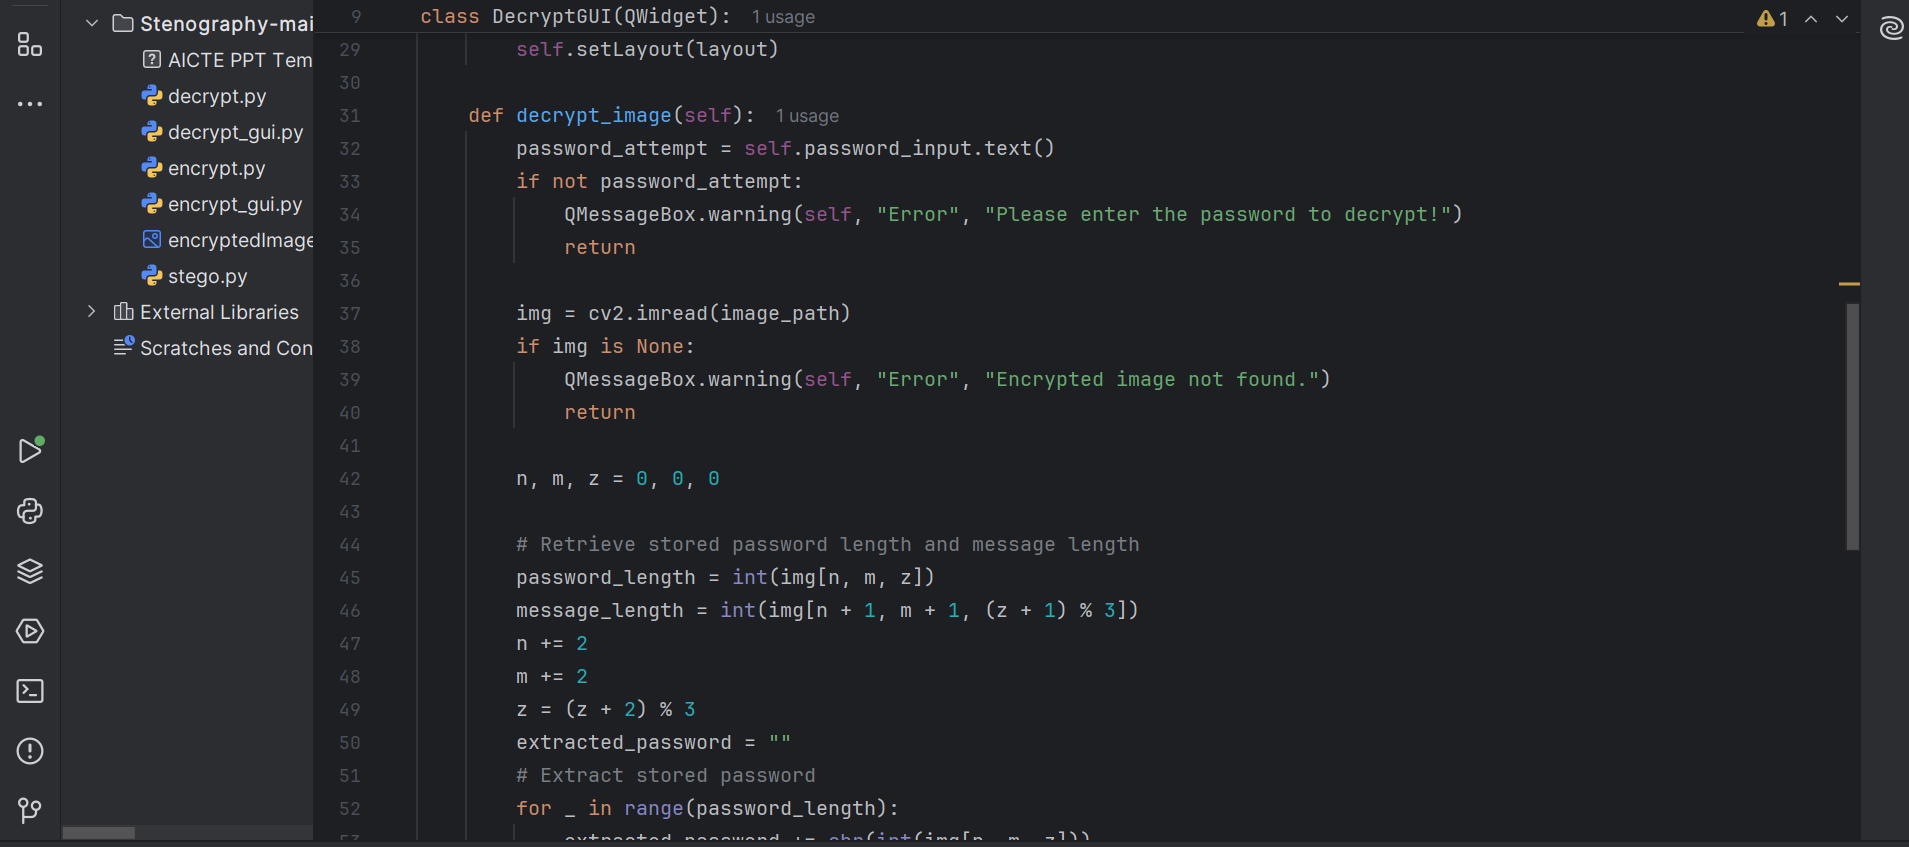 Stenography-mai
AICTE PPT Tem
decrypt.py
decrypt_gui.py
encrypt.py
encrypt_gui.py
encryptedImage
stego.py
External Libraries
Scratches and Con
9 class DecryptGUI(QWidget): 1 usage
1
29 self.setLayout(layout)
30
31 def decrypt_image(self): 1 usage
32 password_attempt = self.password_input.text()
33 if not password_attempt:
34 QMessageBox.warning(self, "Error", "Please enter the password to decrypt!")
35 return
36
37 img = cv2.imread(image_path)
38 if img is None:
39 QMessageBox.warning(self, "Error", "Encrypted image not found.")
40 return
41
42 n, m, z = 0, 0, 0
43
44 # Retrieve stored password length and message length
45 password_length = int(img[n, m, z])
46 message_length = int(img[n + 1, m + 1, (z + 1) % 3])
47 n += 2
48 m += 2
49 z = (z + 2) % 3
50 extracted_password = ""
51 # Extract stored password
52 for _ in range(password_length):
53 extracted_password += chr(int(img[n, m, z]))